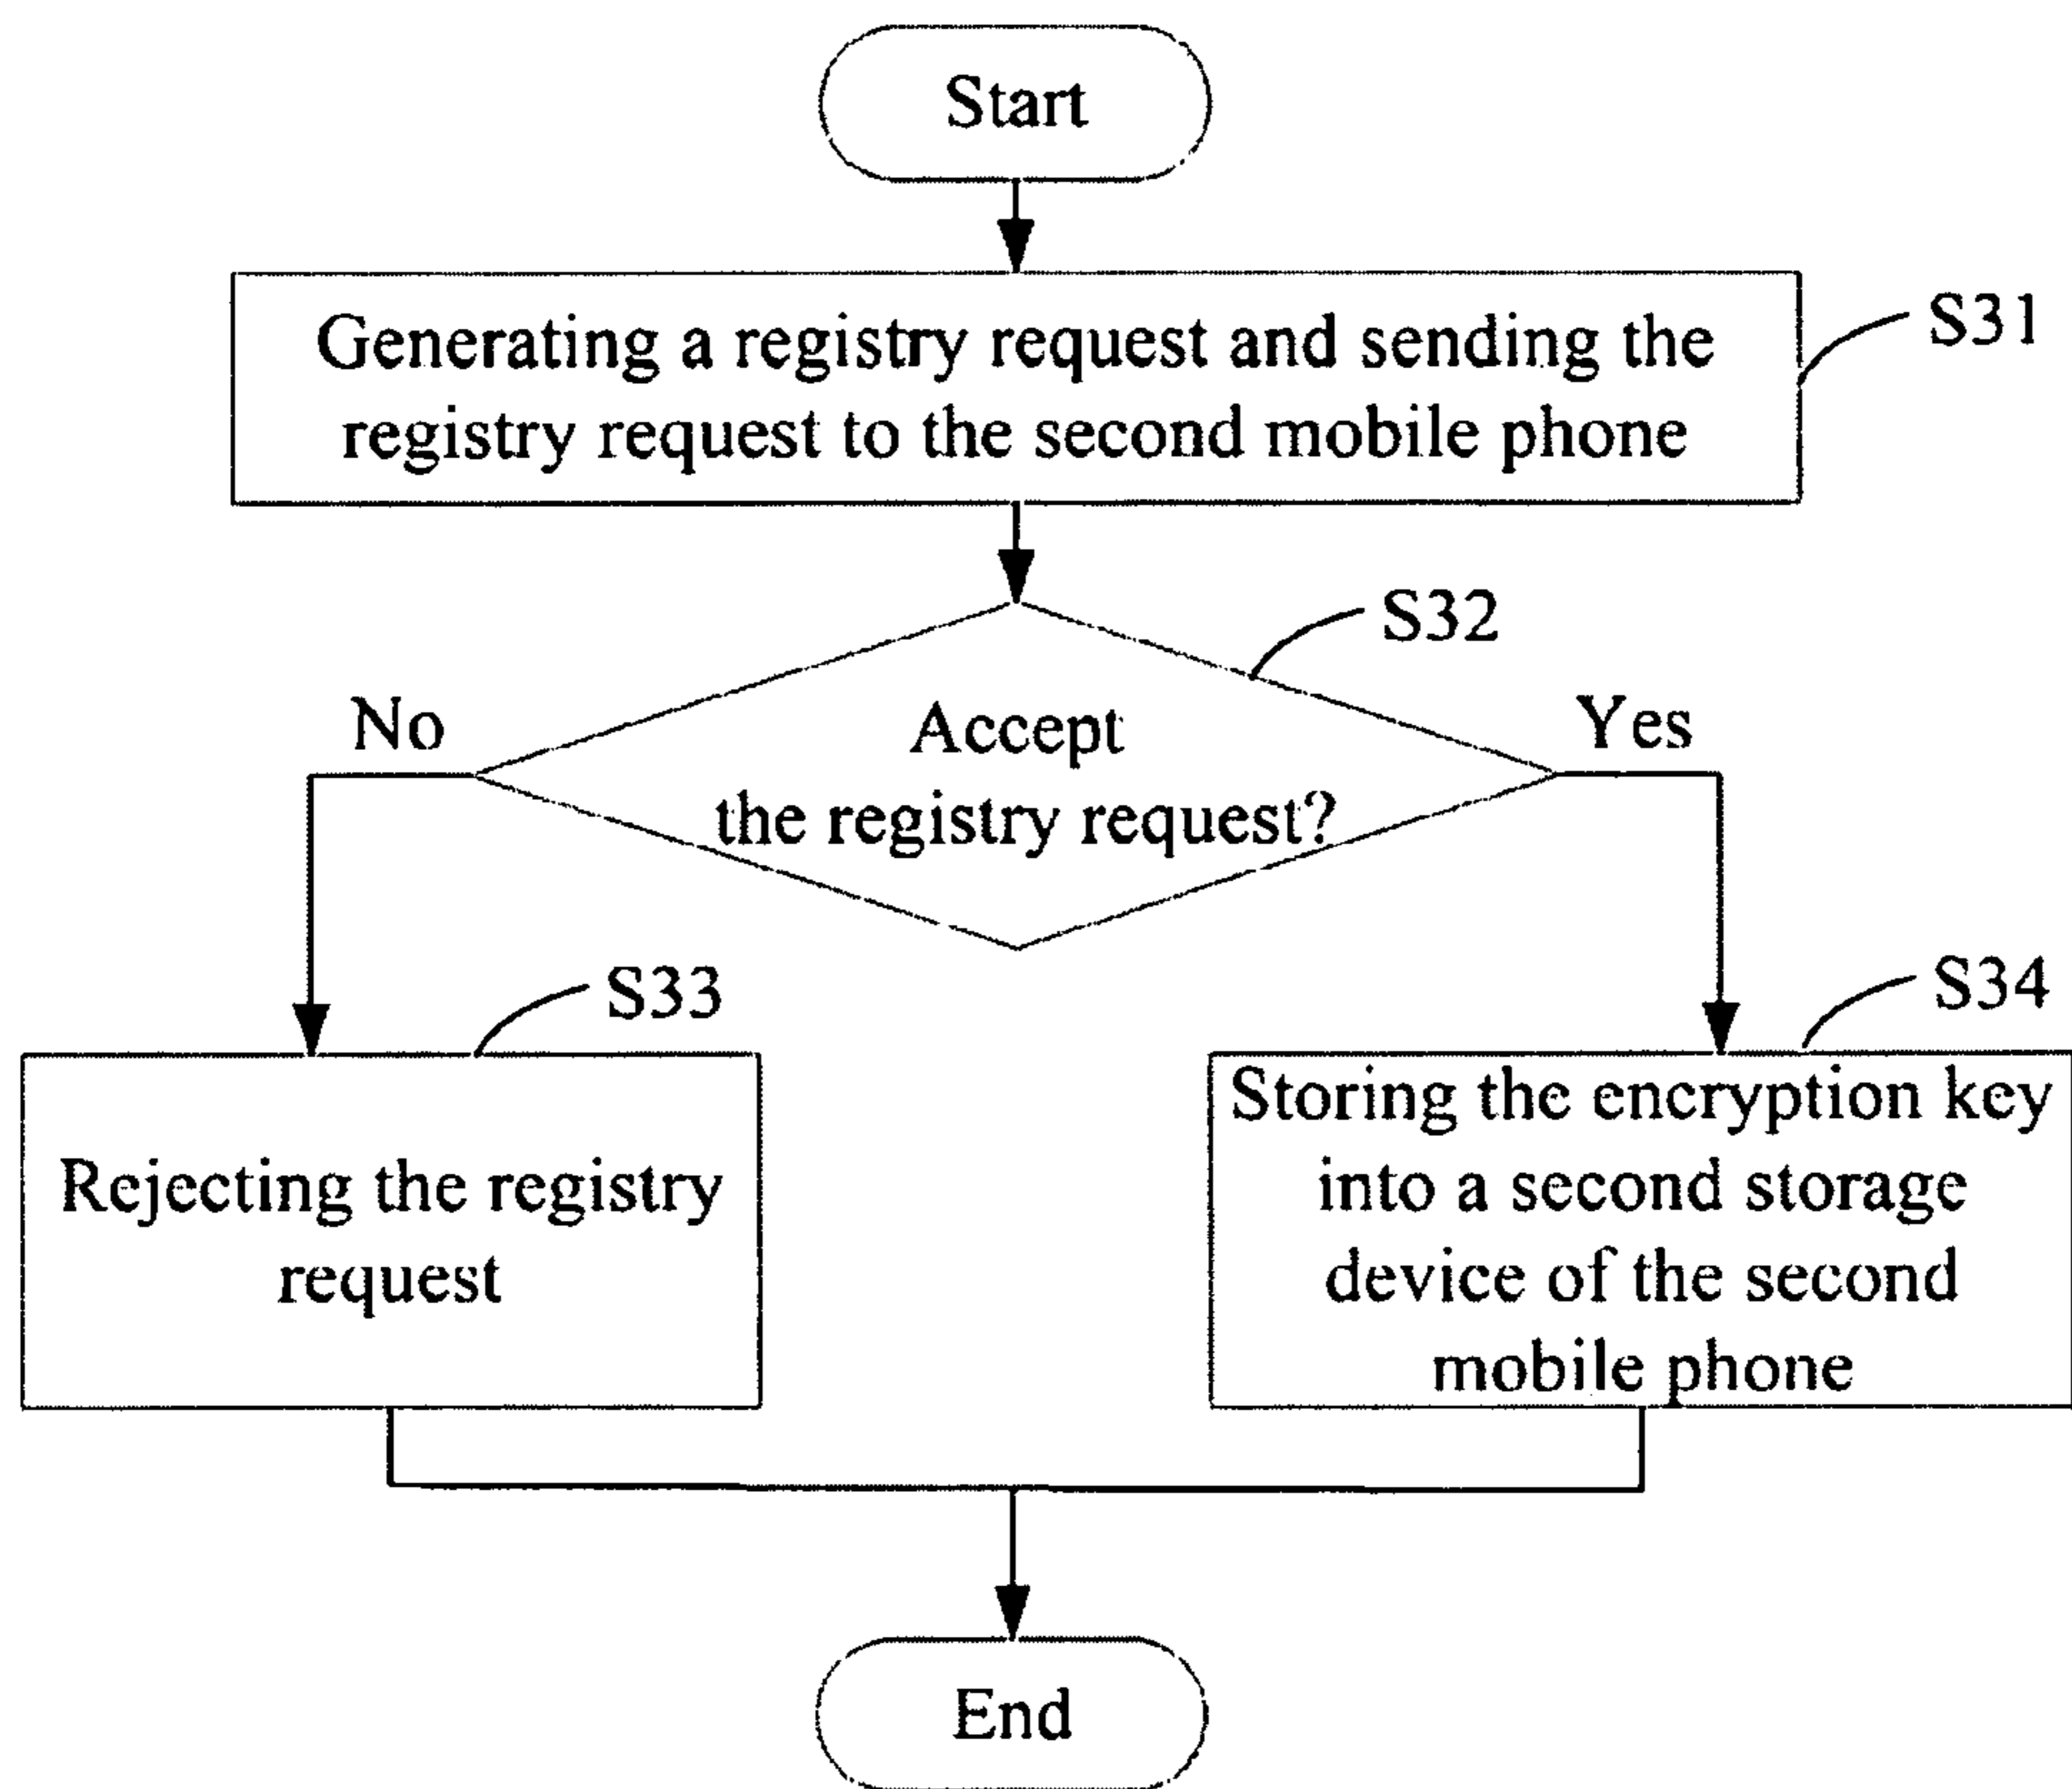 Start
Generating a registry request and sending the
registry request to the second mobile phone
S31
S32
No
Accept
the registry request?
Yes
S33
S34
Rejecting the registry
request
Storing the encryption key
into a second storage
device of the second
mobile phone
End